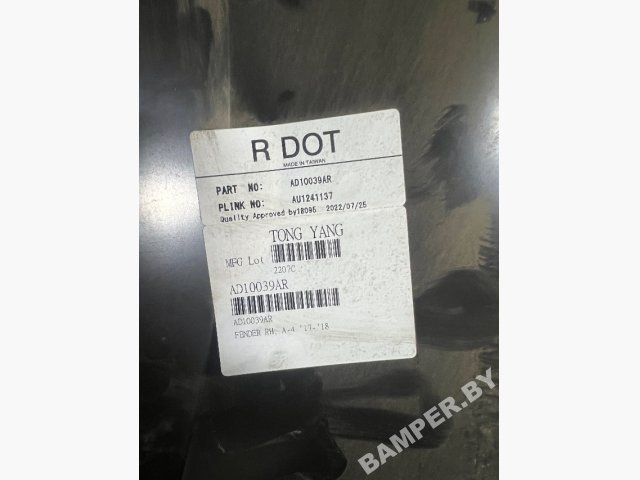 R DOT
MADE IN TAIWAN
PART NO: AD10039AR
PLINK NO: AU1241137
Quality Approved by18095 2022/07/25
TONG YANG
MFG Lot
2207C
AD10039AR
AD10039AR
FENDER RH. A-4 '17-'18
BAMPER.BY